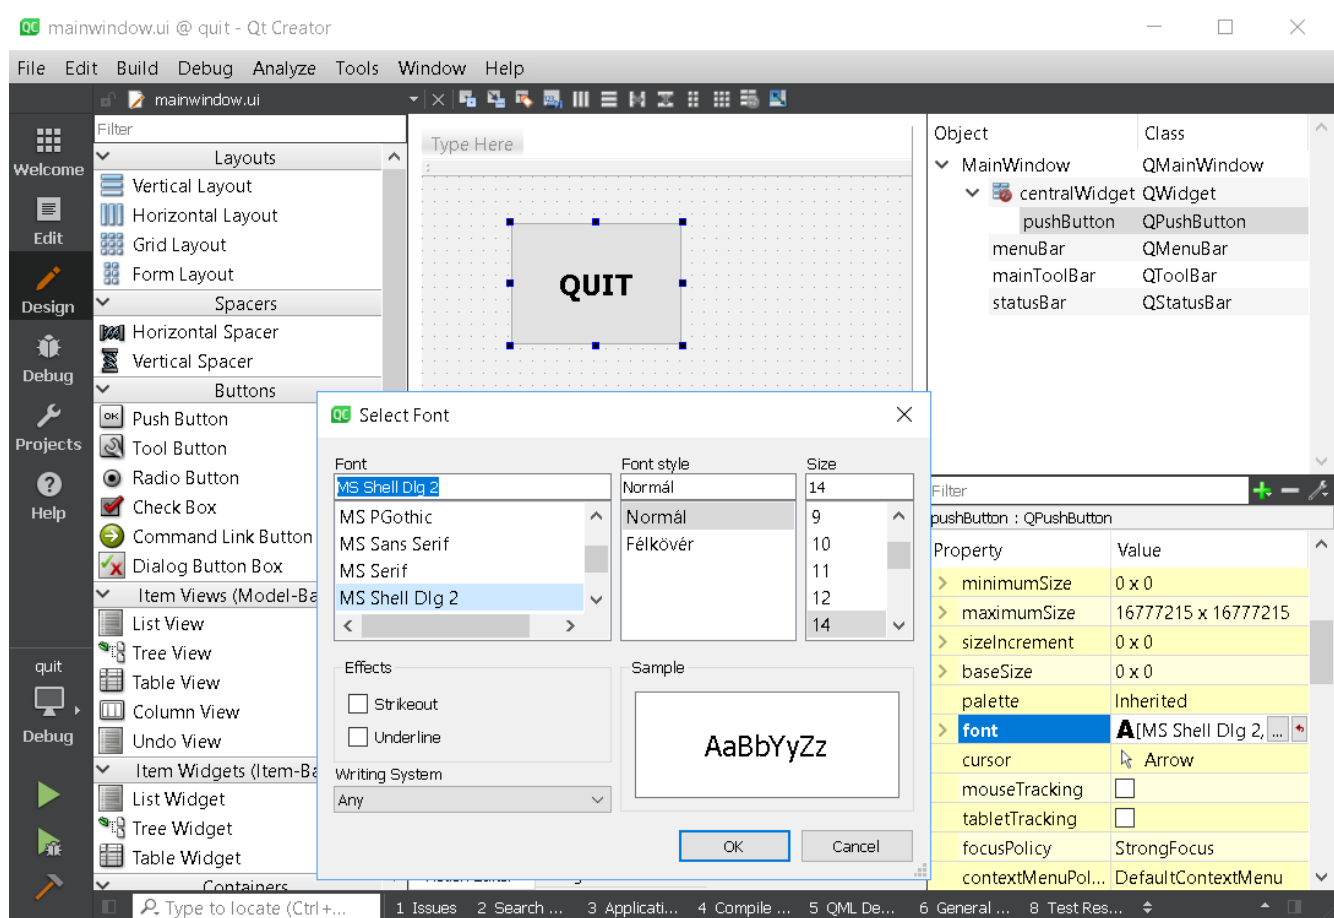 mainwindow.ui @ quit - Qt Creator
File Edit Build Debug Analyze Tools Window Help
mainwindow.ui
Welcome
Edit
Design
Debug
Projects
Help
quit
Debug
Filter
Layouts
Vertical Layout
Horizontal Layout
Grid Layout
Form Layout
Spacers
Horizontal Spacer
Vertical Spacer
Buttons
OK Push Button
Tool Button
Radio Button
Check Box
Command Link Button
Dialog Button Box
Item Views (Model-Ba
List View
Tree View
Table View
Column View
Undo View
Item Widgets (Item-Ba
List Widget
Tree Widget
Table Widget
Containers
Type Here
QUIT
Object Class
MainWindow QMainWindow
centralWidget QWidget
pushButton QPushButton
menuBar QMenuBar
mainToolBar QToolBar
statusBar QStatusBar
QC Select Font
Font Font style Size
MS Shell Dlg 2 Normál 14
MS PGothic Normál 9
MS Sans Serif Félkövér 10
MS Serif 11
MS Shell Dlg 2 12
14
Effects Sample
Strikeout
Underline
AaBbYyZz
Writing System
Any
OK Cancel
Filter
pushButton : QPushButton
Property Value
minimumSize 0 x 0
maximumSize 16777215 x 16777215
sizeIncrement 0 x 0
baseSize 0 x 0
palette Inherited
font A [MS Shell Dlg 2, ...
cursor Arrow
mouseTracking
tabletTracking
focusPolicy StrongFocus
contextMenuPol... DefaultContextMenu
Type to locate (Ctrl+... 1 Issues 2 Search ... 3 Applicati... 4 Compile ... 5 QML De... 6 General ... 8 Test Res...